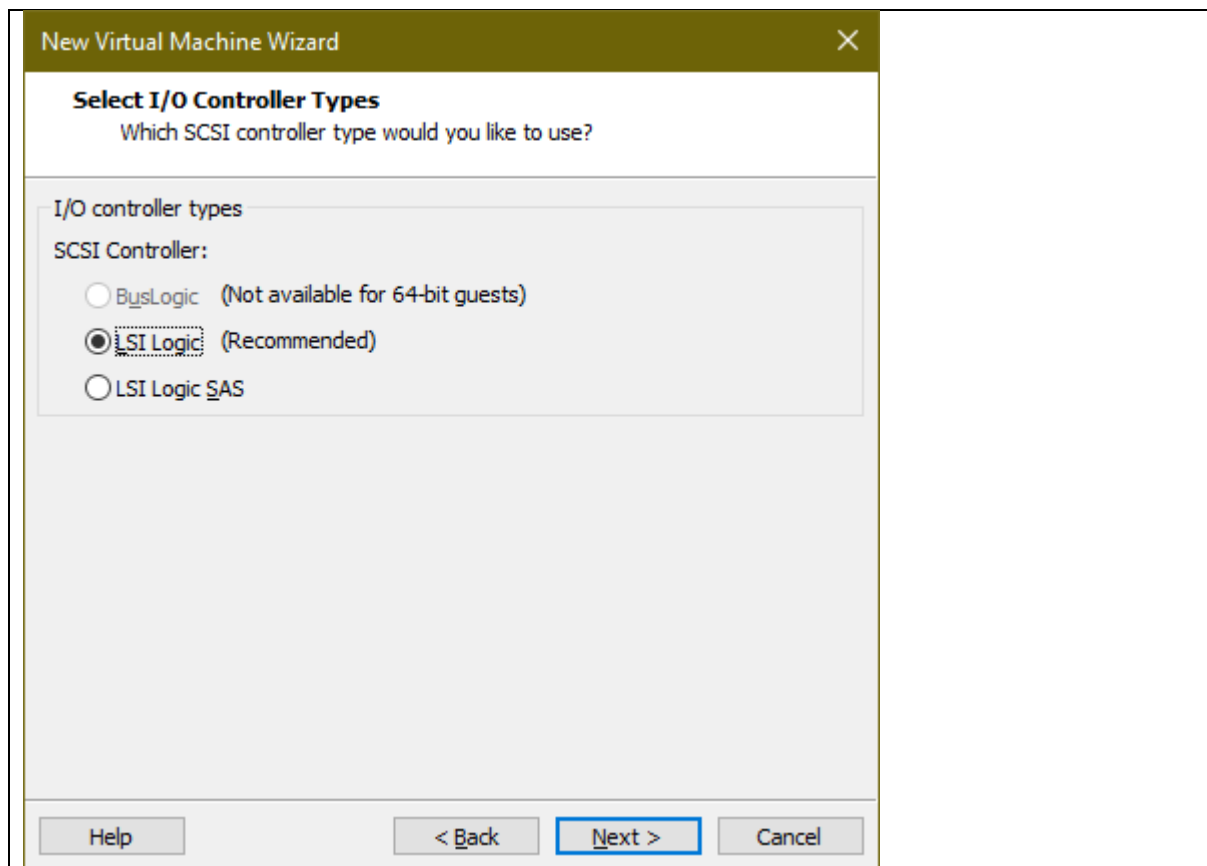 New Virtual Machine Wizard
Select I/O Controller Types
Which SCSI controller type would you like to use?
I/O controller types
SCSI Controller:
BusLogic (Not available for 64-bit guests)
LSI Logic (Recommended)
LSI Logic SAS
Help < Back Next > Cancel